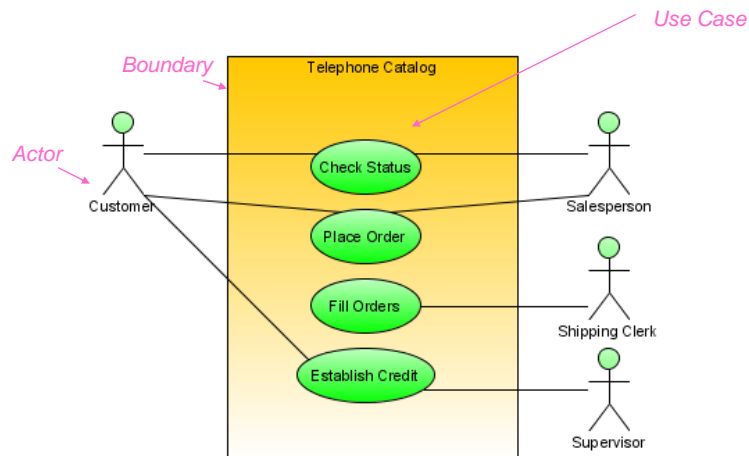 Use Case
Boundary
Telephone Catalog
Actor
Check Status
Customer
Salesperson
Place Order
Fill Orders
Shipping Clerk
Establish Credit
Supervisor